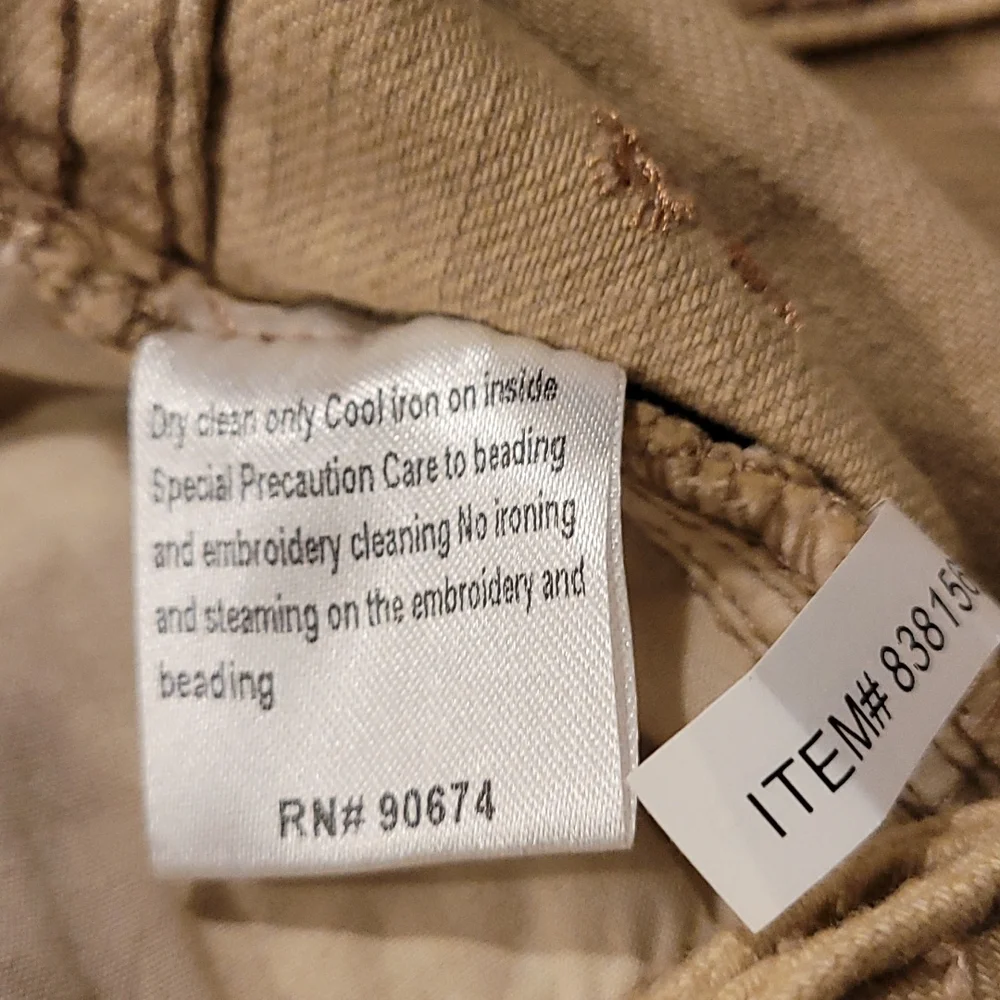 Dry clean only Cool iron on inside
Special Precaution Care to beading
and embroidery cleaning No ironing
and steaming on the embroidery and
beading
RN# 90674
ITEM# 83815